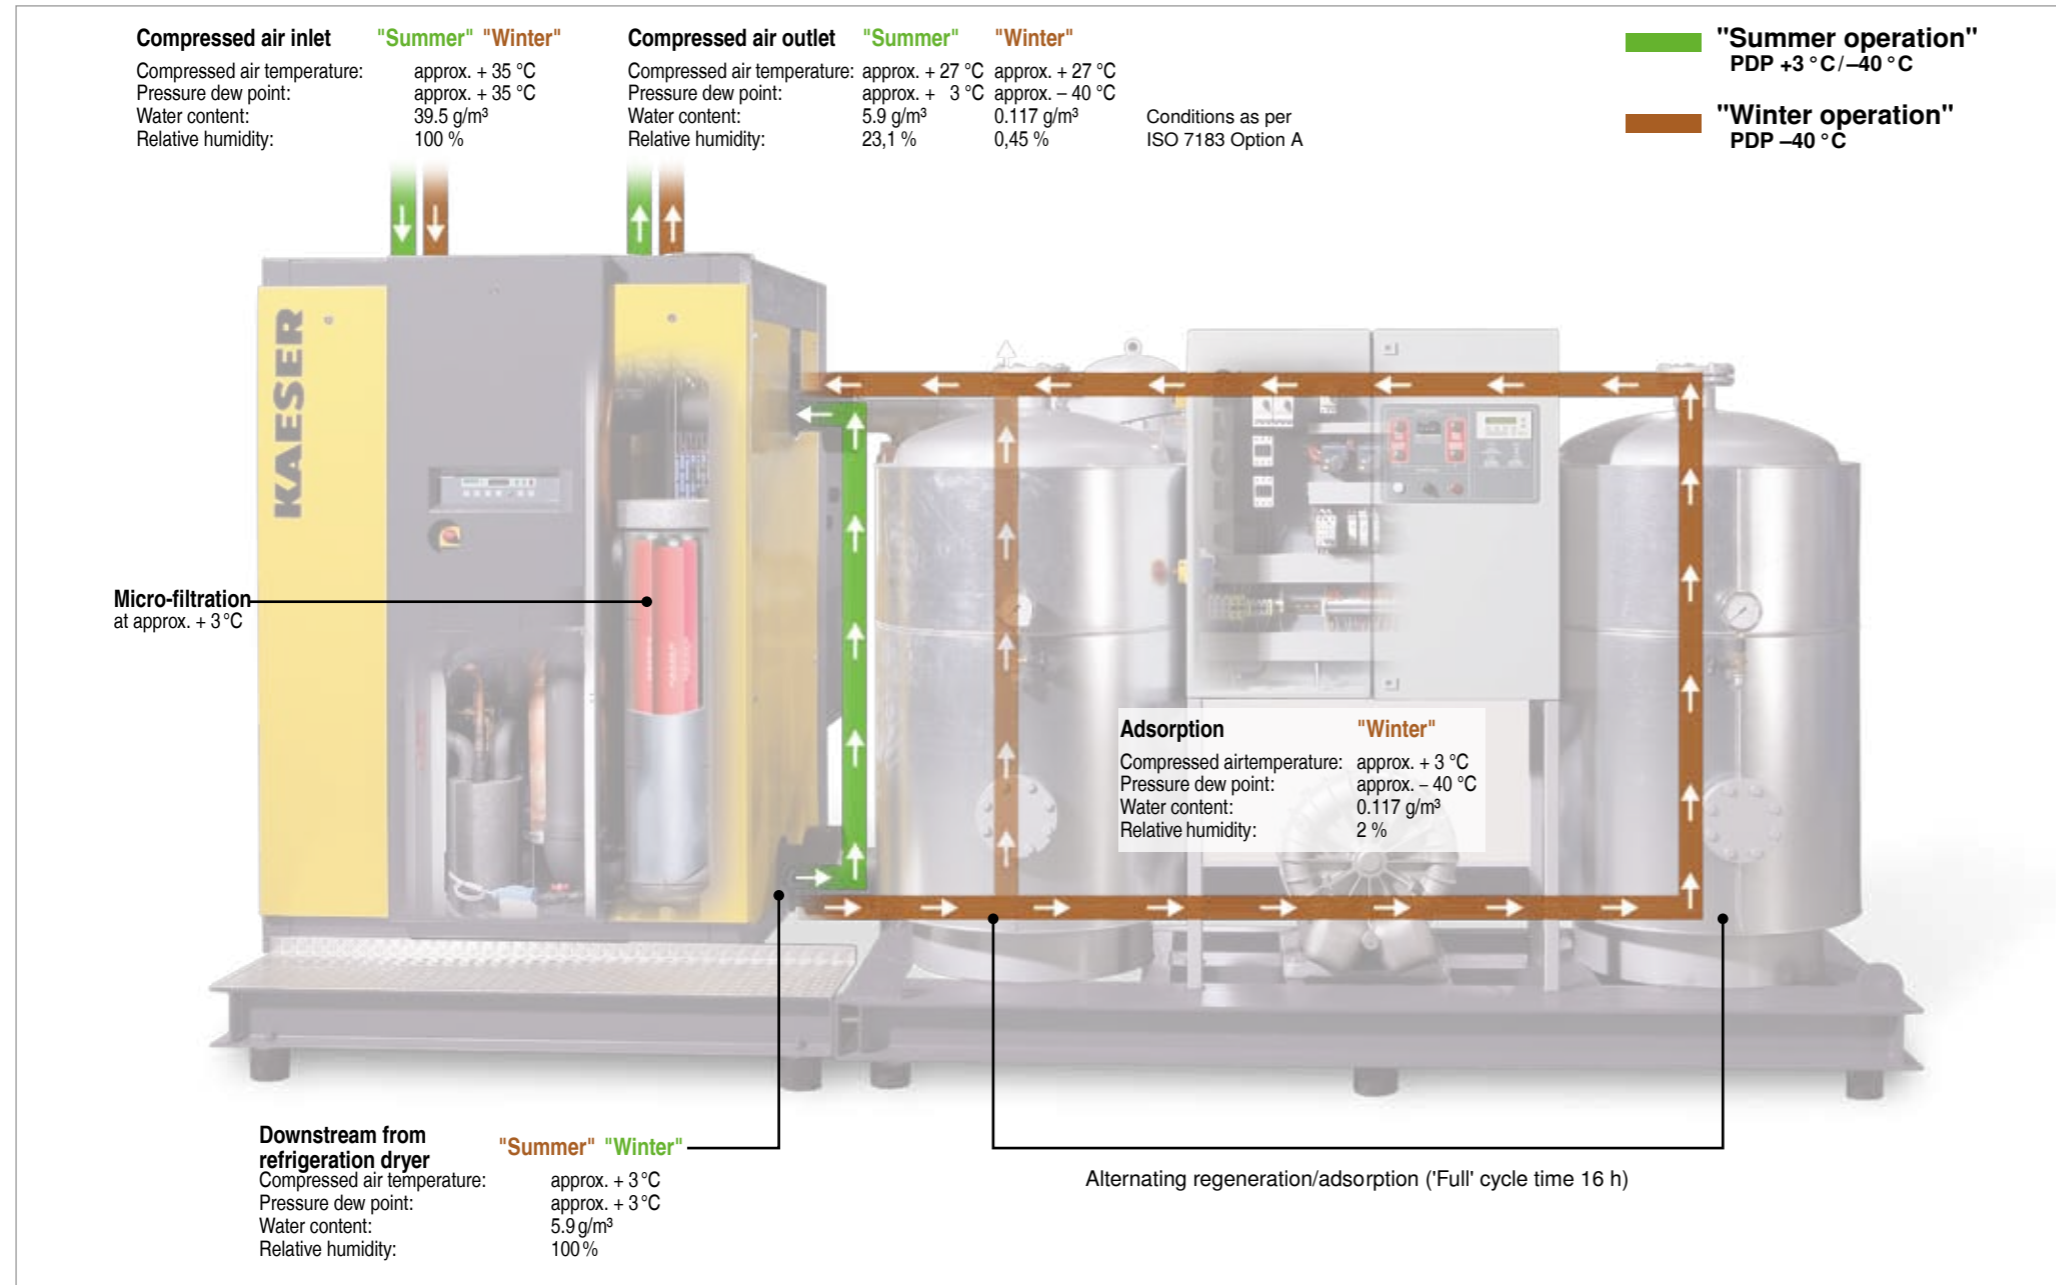 Compressed air inlet "Summer" "Winter"
Compressed air temperature: approx. + 35 °C
Pressure dew point: approx. + 35 °C
Water content: 39.5 g/m³
Relative humidity: 100 %
Compressed air outlet "Summer" "Winter"
Compressed air temperature: approx. + 27 °C approx. + 27 °C
Pressure dew point: approx. + 3 °C approx. – 40 °C
Water content: 5.9 g/m³ 0.117 g/m³
Relative humidity: 23,1 % 0,45 %
Conditions as per
ISO 7183 Option A
"Summer operation"
PDP +3 °C/–40 °C
"Winter operation"
PDP –40 °C
KAESER
Micro-filtration
at approx. + 3 °C
Adsorption "Winter"
Compressed airtemperature: approx. + 3 °C
Pressure dew point: approx. – 40 °C
Water content: 0.117 g/m³
Relative humidity: 2 %
Downstream from
refrigeration dryer "Summer" "Winter"
Compressed air temperature: approx. + 3 °C
Pressure dew point: approx. + 3 °C
Water content: 5.9 g/m³
Relative humidity: 100 %
Alternating regeneration/adsorption ('Full' cycle time 16 h)